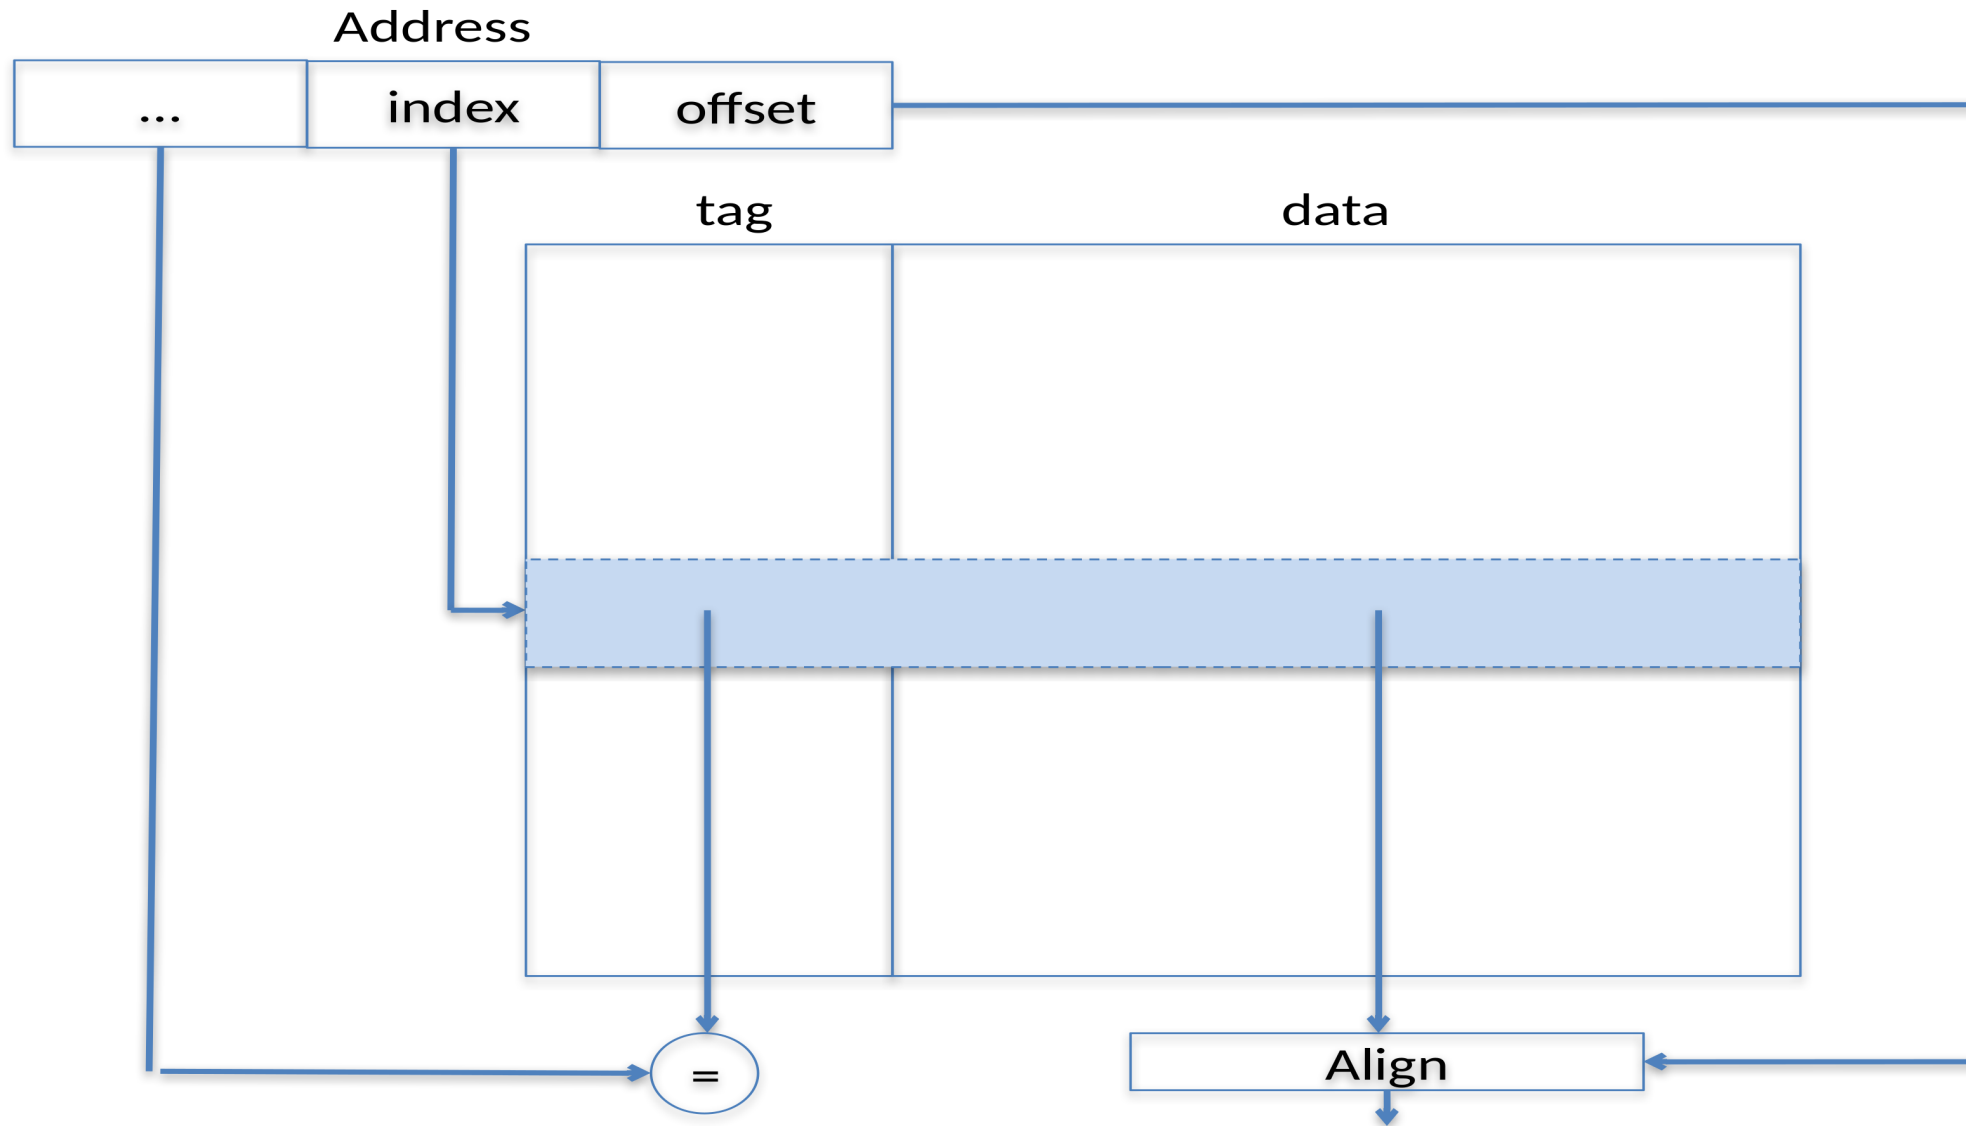 Address
... index offset
tag data
= Align